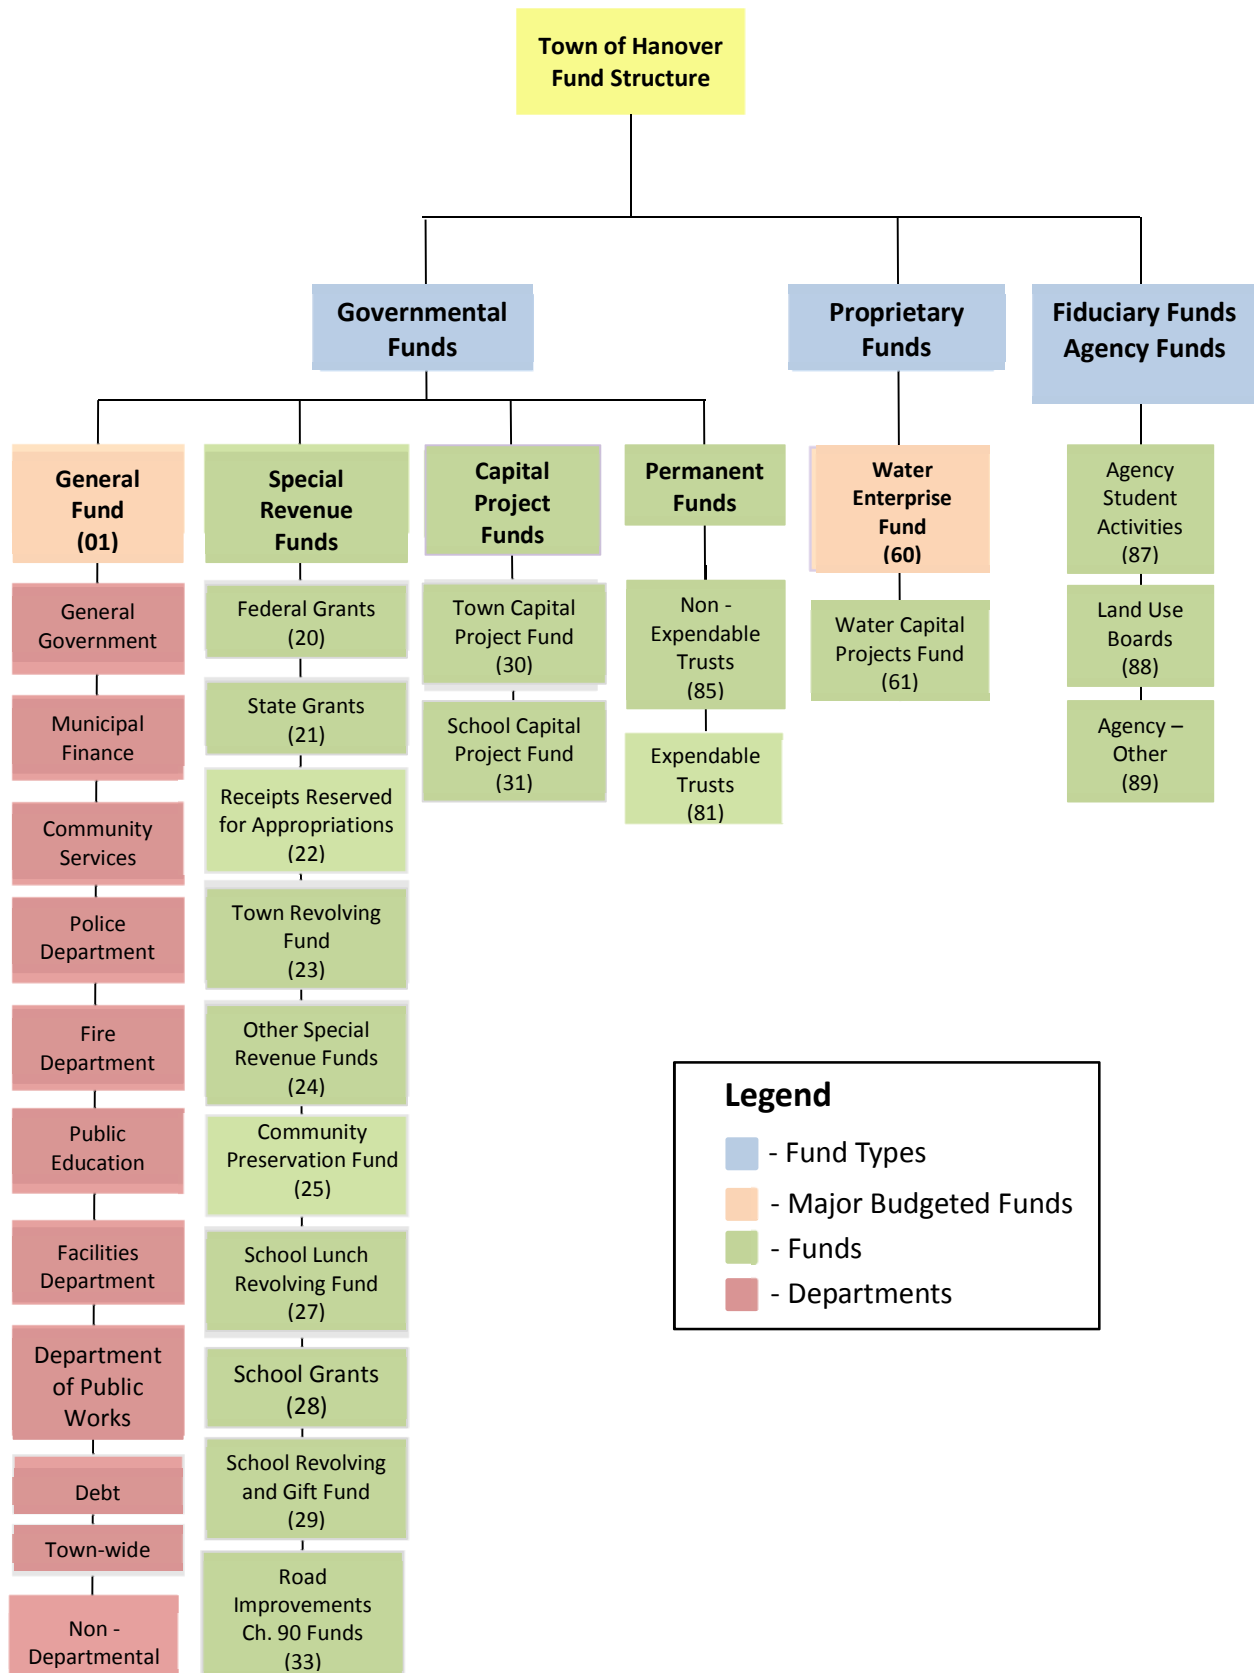 Town of Hanover
Fund Structure
Governmental
Funds
Proprietary
Funds
Fiduciary Funds
Agency Funds
General
Fund
(01)
General
Government
Municipal
Finance
Community
Services
Police
Department
Fire
Department
Public
Education
Facilities
Department
Department
of Public
Works
Debt
Town-wide
Non -
Departmental
Special
Revenue
Funds
Federal Grants
(20)
State Grants
(21)
Receipts Reserved
for Appropriations
(22)
Town Revolving
Fund
(23)
Other Special
Revenue Funds
(24)
Community
Preservation Fund
(25)
School Lunch
Revolving Fund
(27)
School Grants
(28)
School Revolving
and Gift Fund
(29)
Road
Improvements
Ch. 90 Funds
(33)
Capital
Project
Funds
Town Capital
Project Fund
(30)
School Capital
Project Fund
(31)
Permanent
Funds
Non -
Expendable
Trusts
(85)
Expendable
Trusts
(81)
Water
Enterprise
Fund
(60)
Water Capital
Projects Fund
(61)
Agency
Student
Activities
(87)
Land Use
Boards
(88)
Agency –
Other
(89)
Legend
- Fund Types
- Major Budgeted Funds
- Funds
- Departments